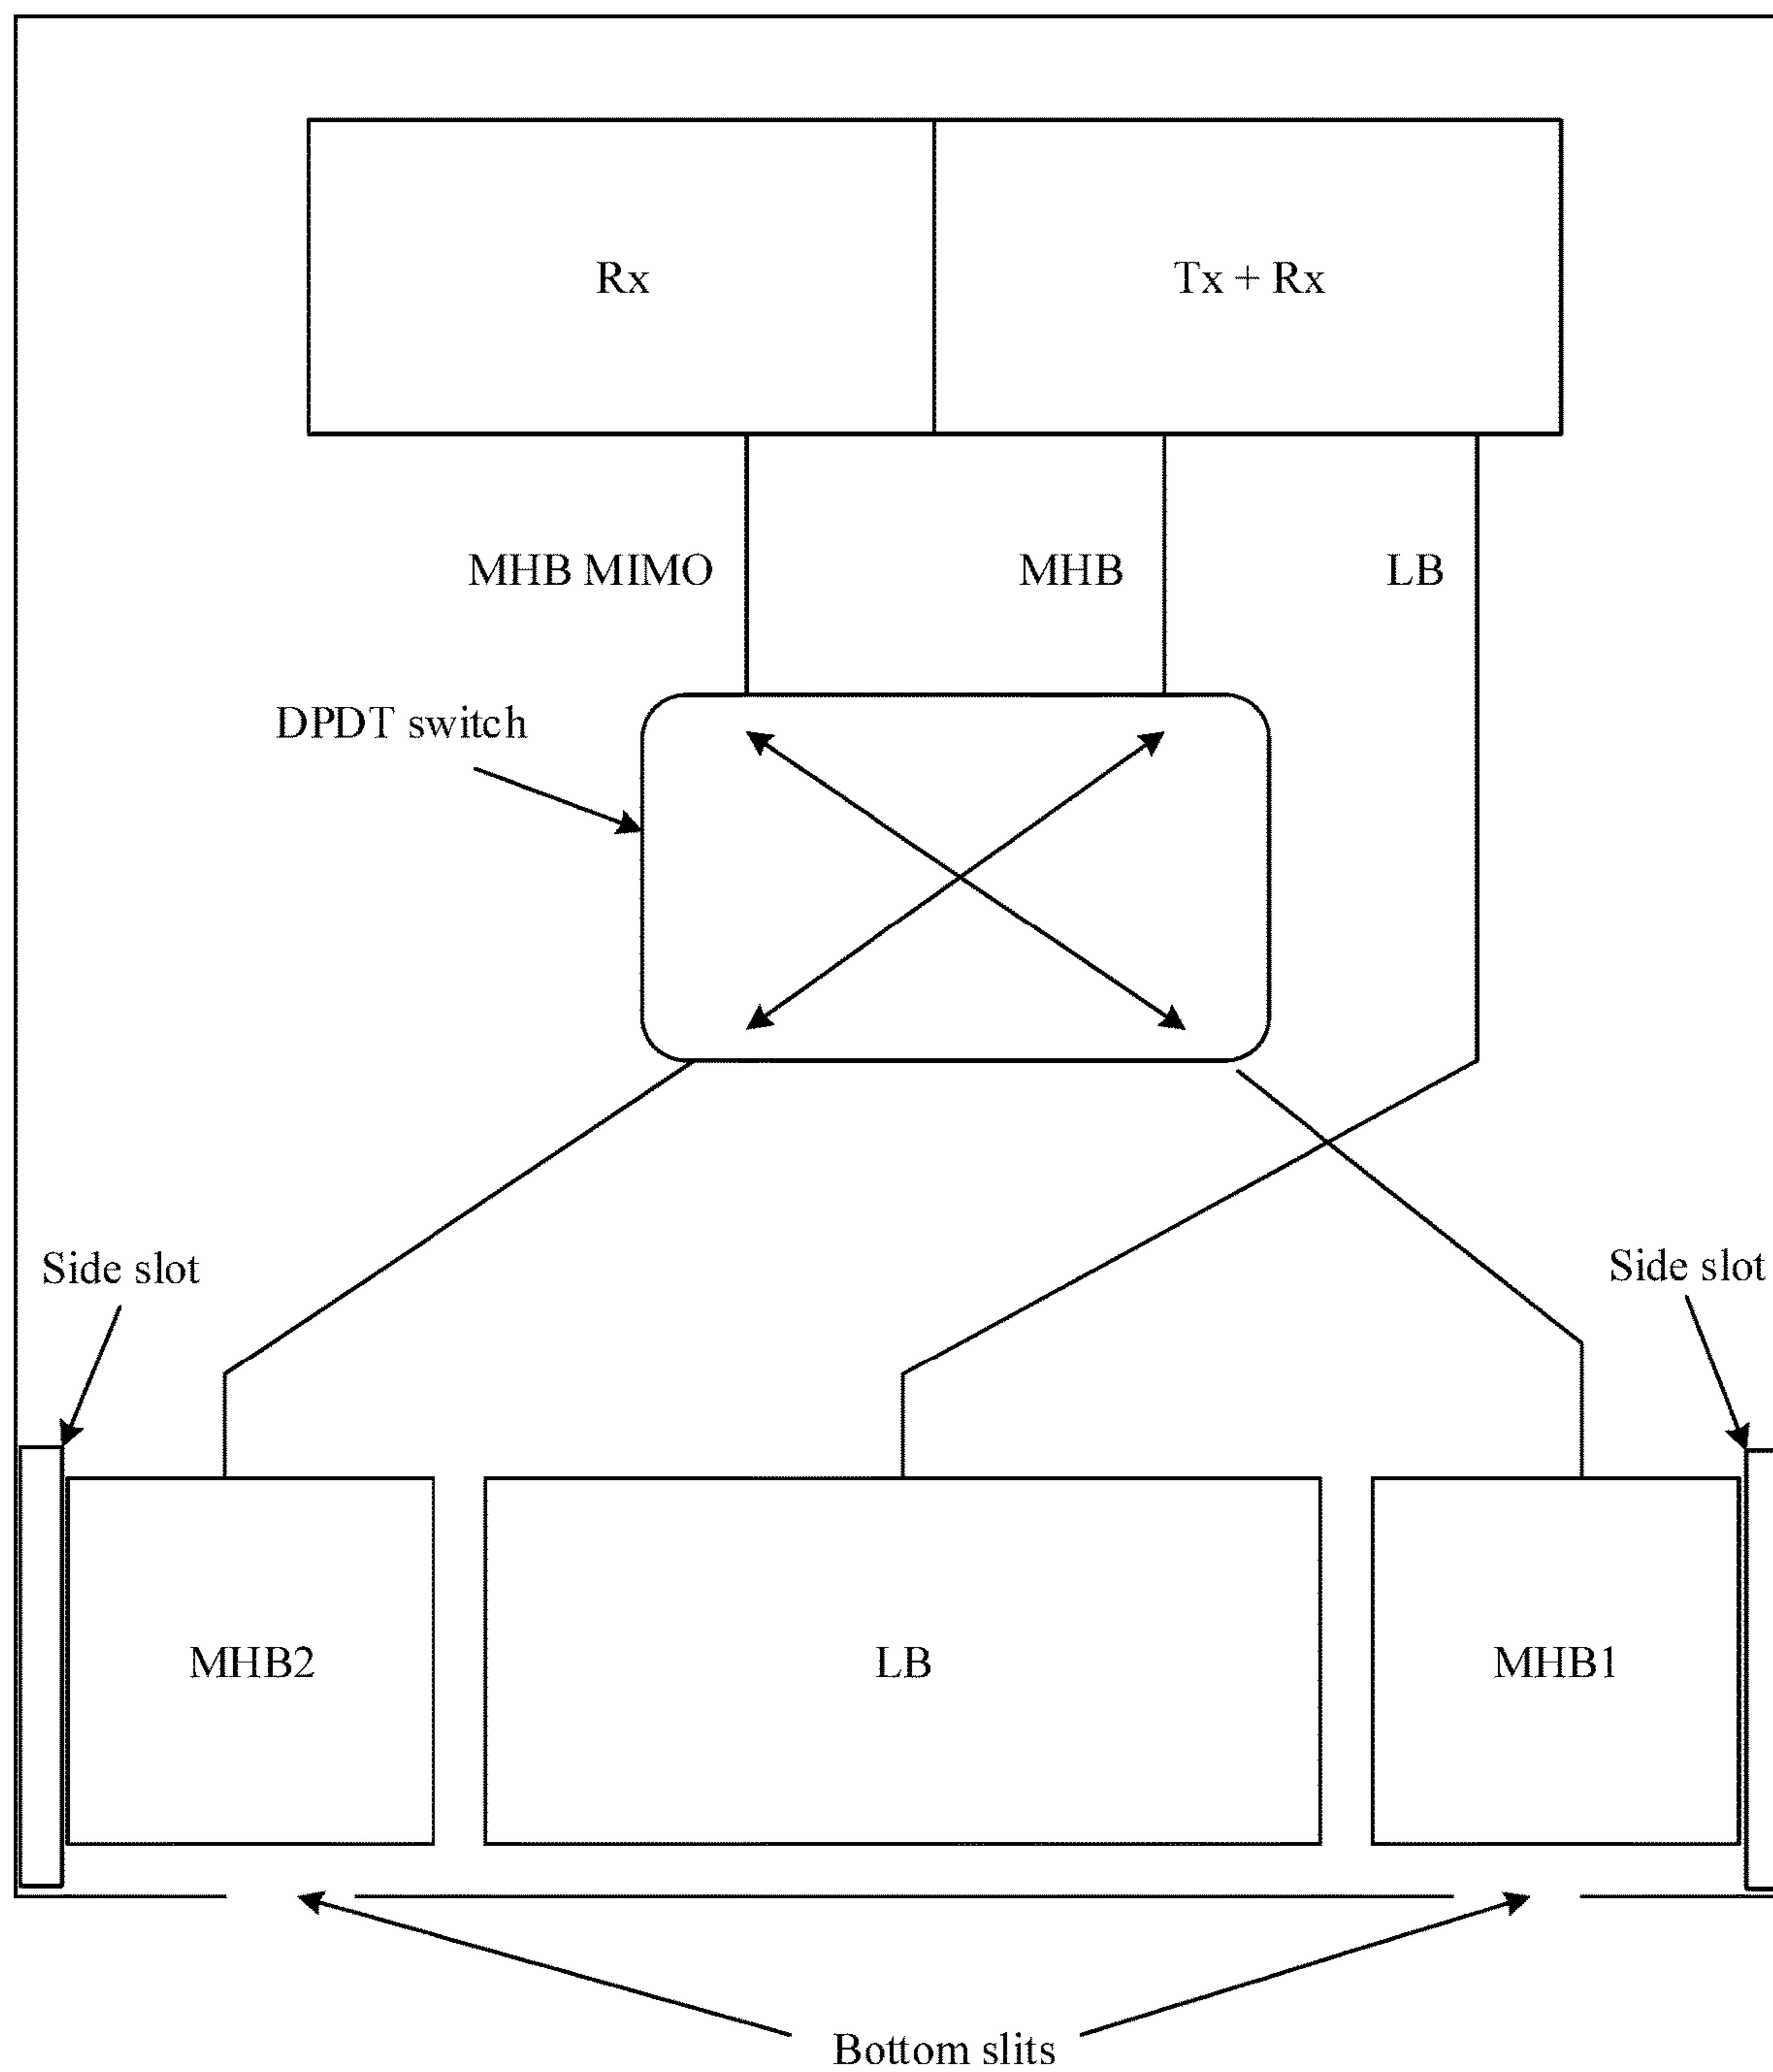 Rx
Tx + Rx
MHB MIMO
MHB
LB
DPDT switch
Side slot
Side slot
MHB2
LB
MHB1
Bottom slits